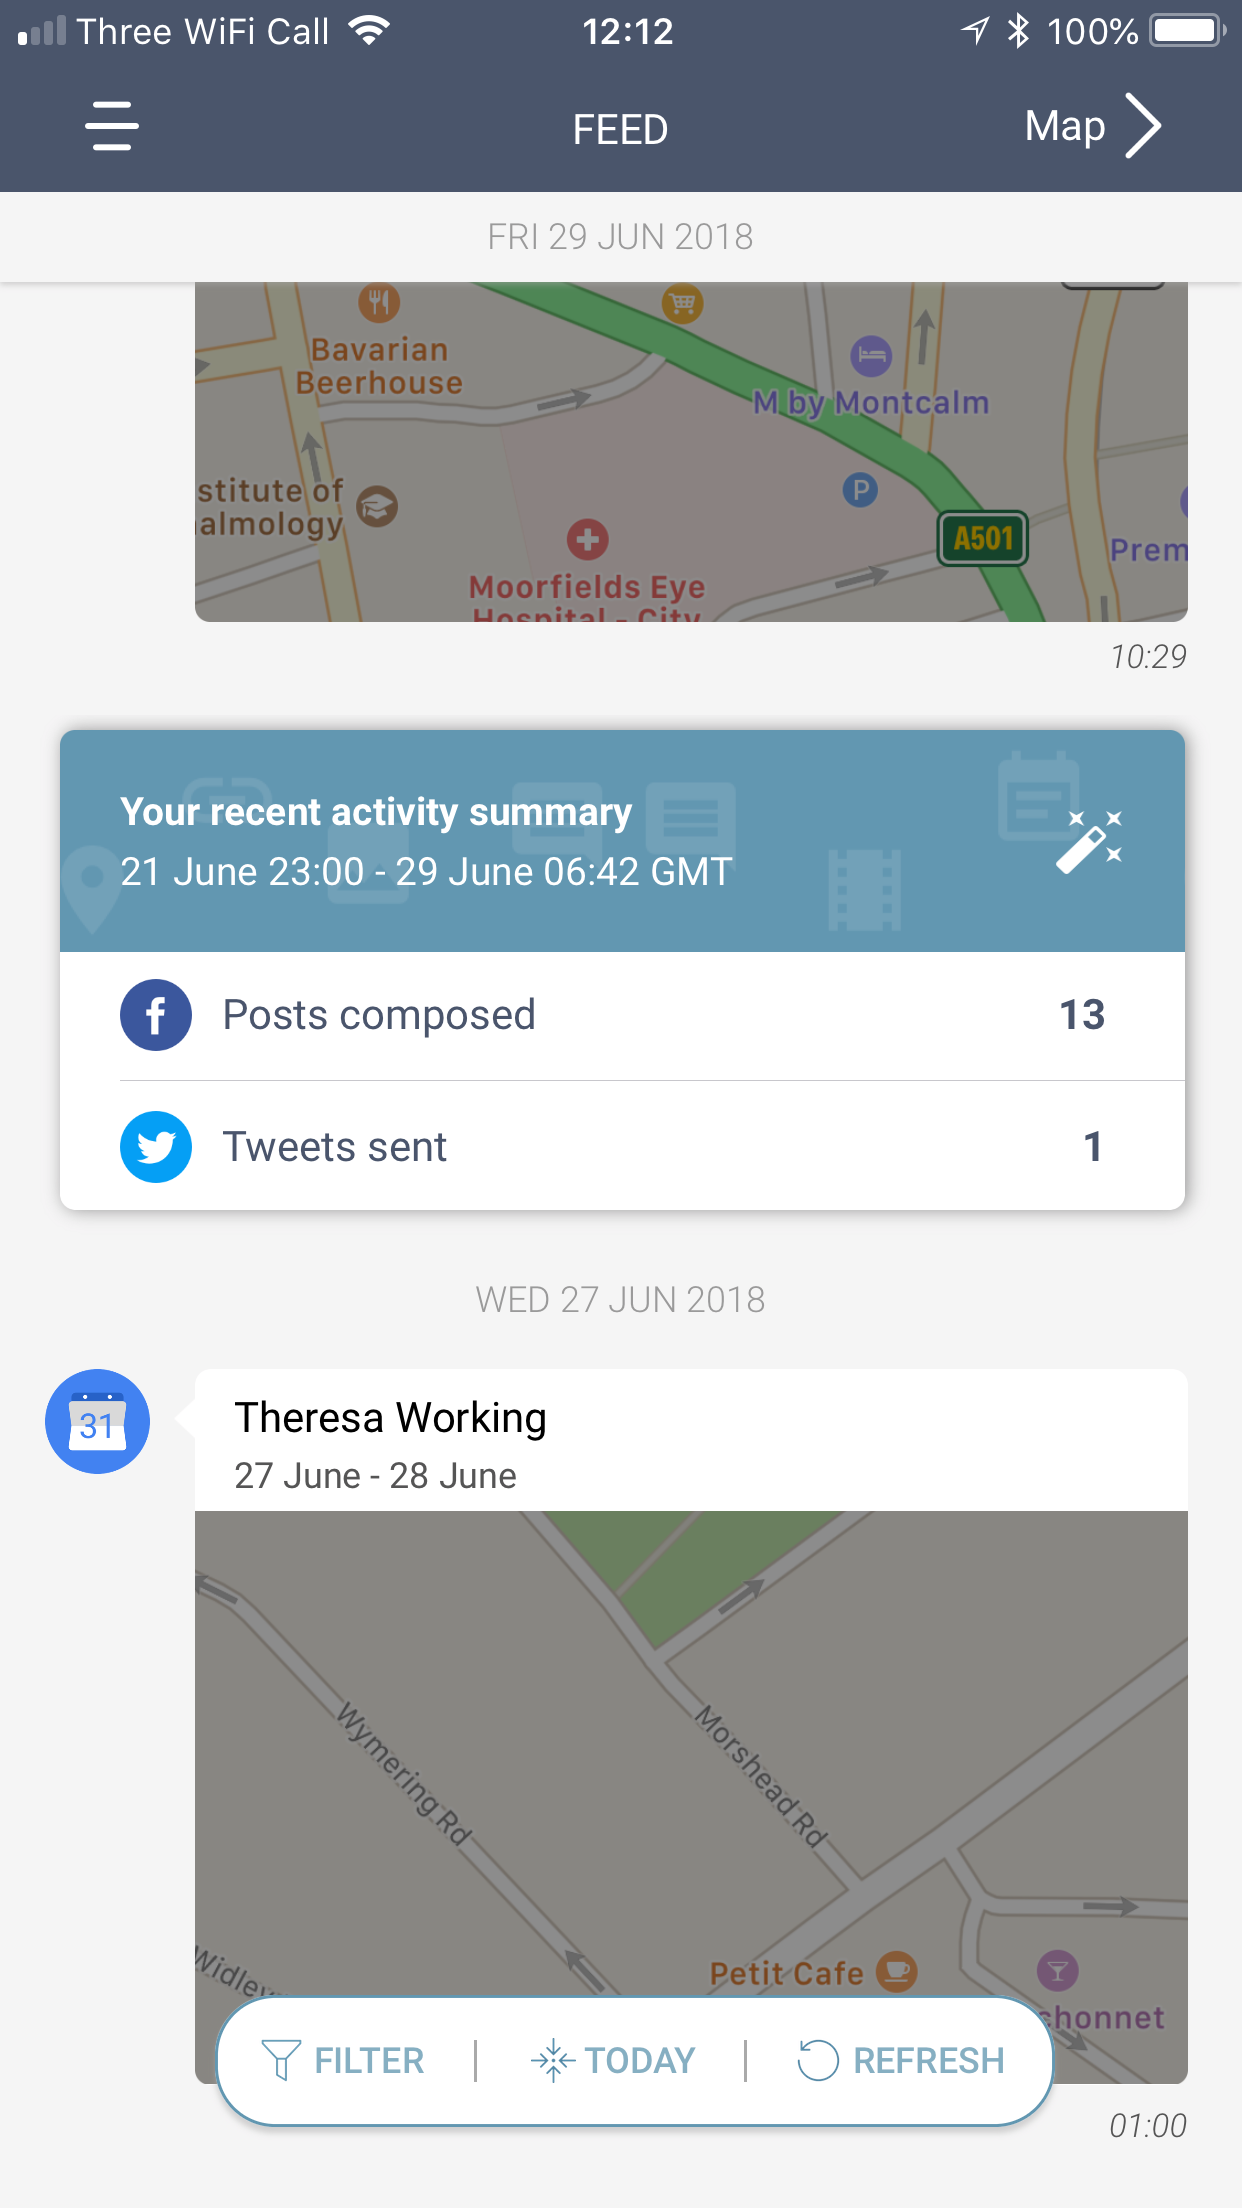 Three WiFi Call
12:12
100%
FEED
Map
FRI 29 JUN 2018
Bavarian
Beerhouse
M by Montcalm
stitute of
almology
P
A501
Prem
Moorfields Eye
Hospital - City
10:29
Your recent activity summary
21 June 23:00 - 29 June 06:42 GMT
Posts composed
13
Tweets sent
1
WED 27 JUN 2018
31
Theresa Working
27 June - 28 June
Wymering Rd
Morshead Rd
Widley
Petit Cafe
chonnet
FILTER
TODAY
REFRESH
01:00